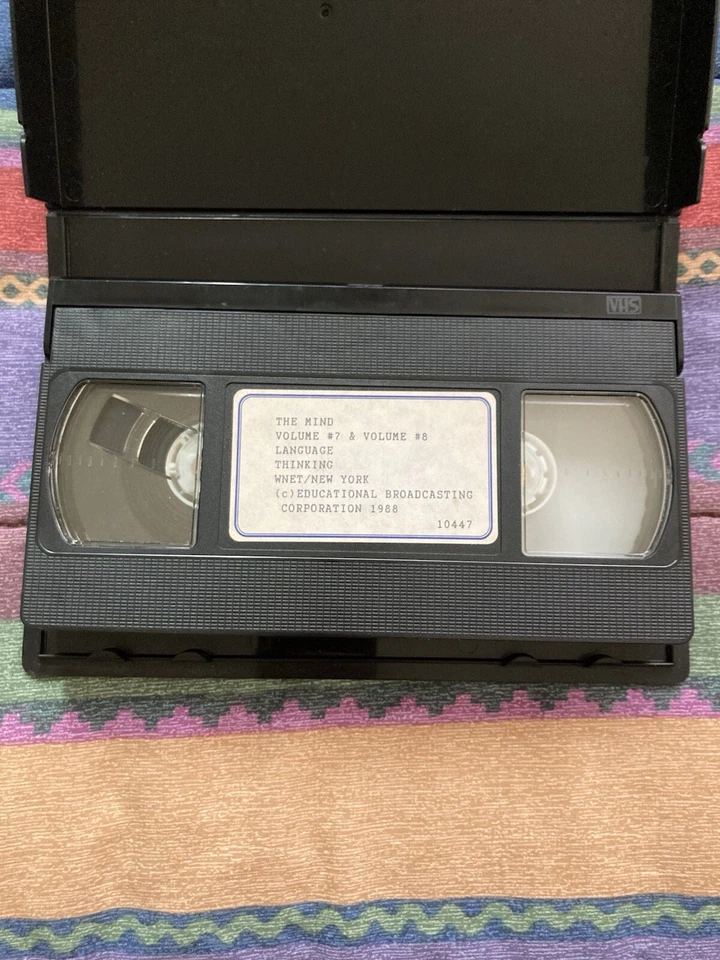 VHS
THE MIND
VOLUME #7 & VOLUME #8
LANGUAGE
THINKING
WNET/NEW YORK
(c)EDUCATIONAL BROADCASTING
CORPORATION 1988
10447